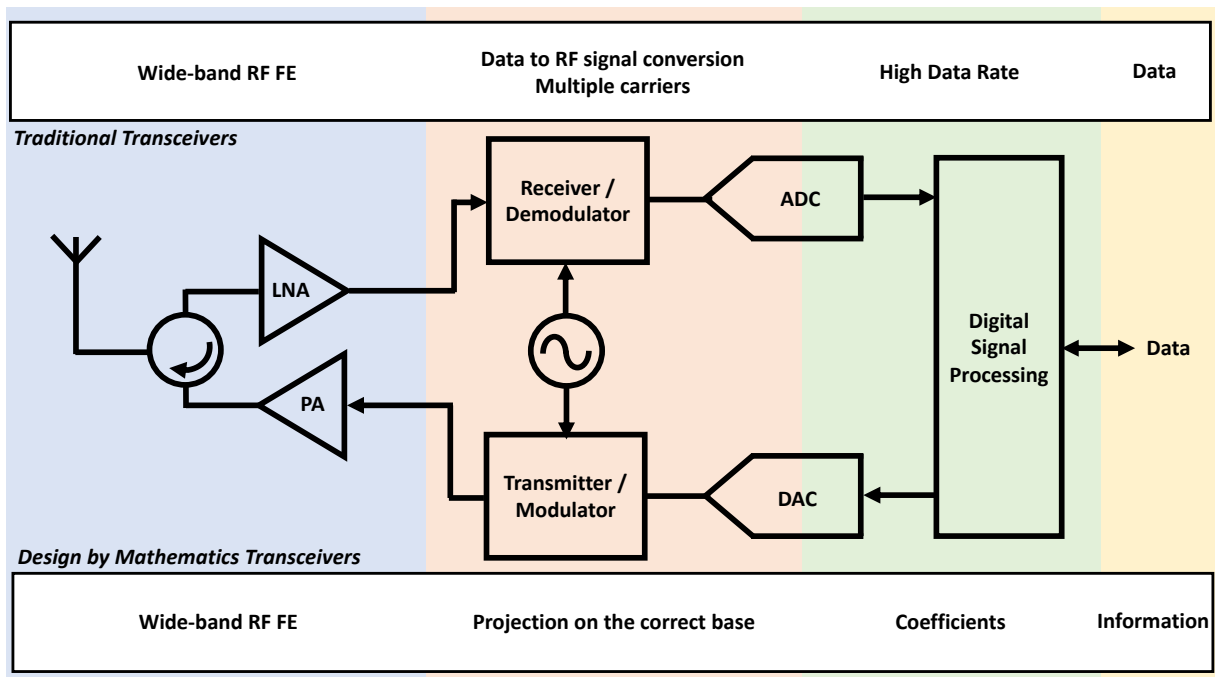 Wide-band RF FE
Data to RF signal conversion
Multiple carriers
High Data Rate
Data
Traditional Transceivers
Receiver /
Demodulator
ADC
LNA
Digital
Signal
Processing
Data
PA
Transmitter /
Modulator
DAC
Design by Mathematics Transceivers
Wide-band RF FE
Projection on the correct base
Coefficients
Information